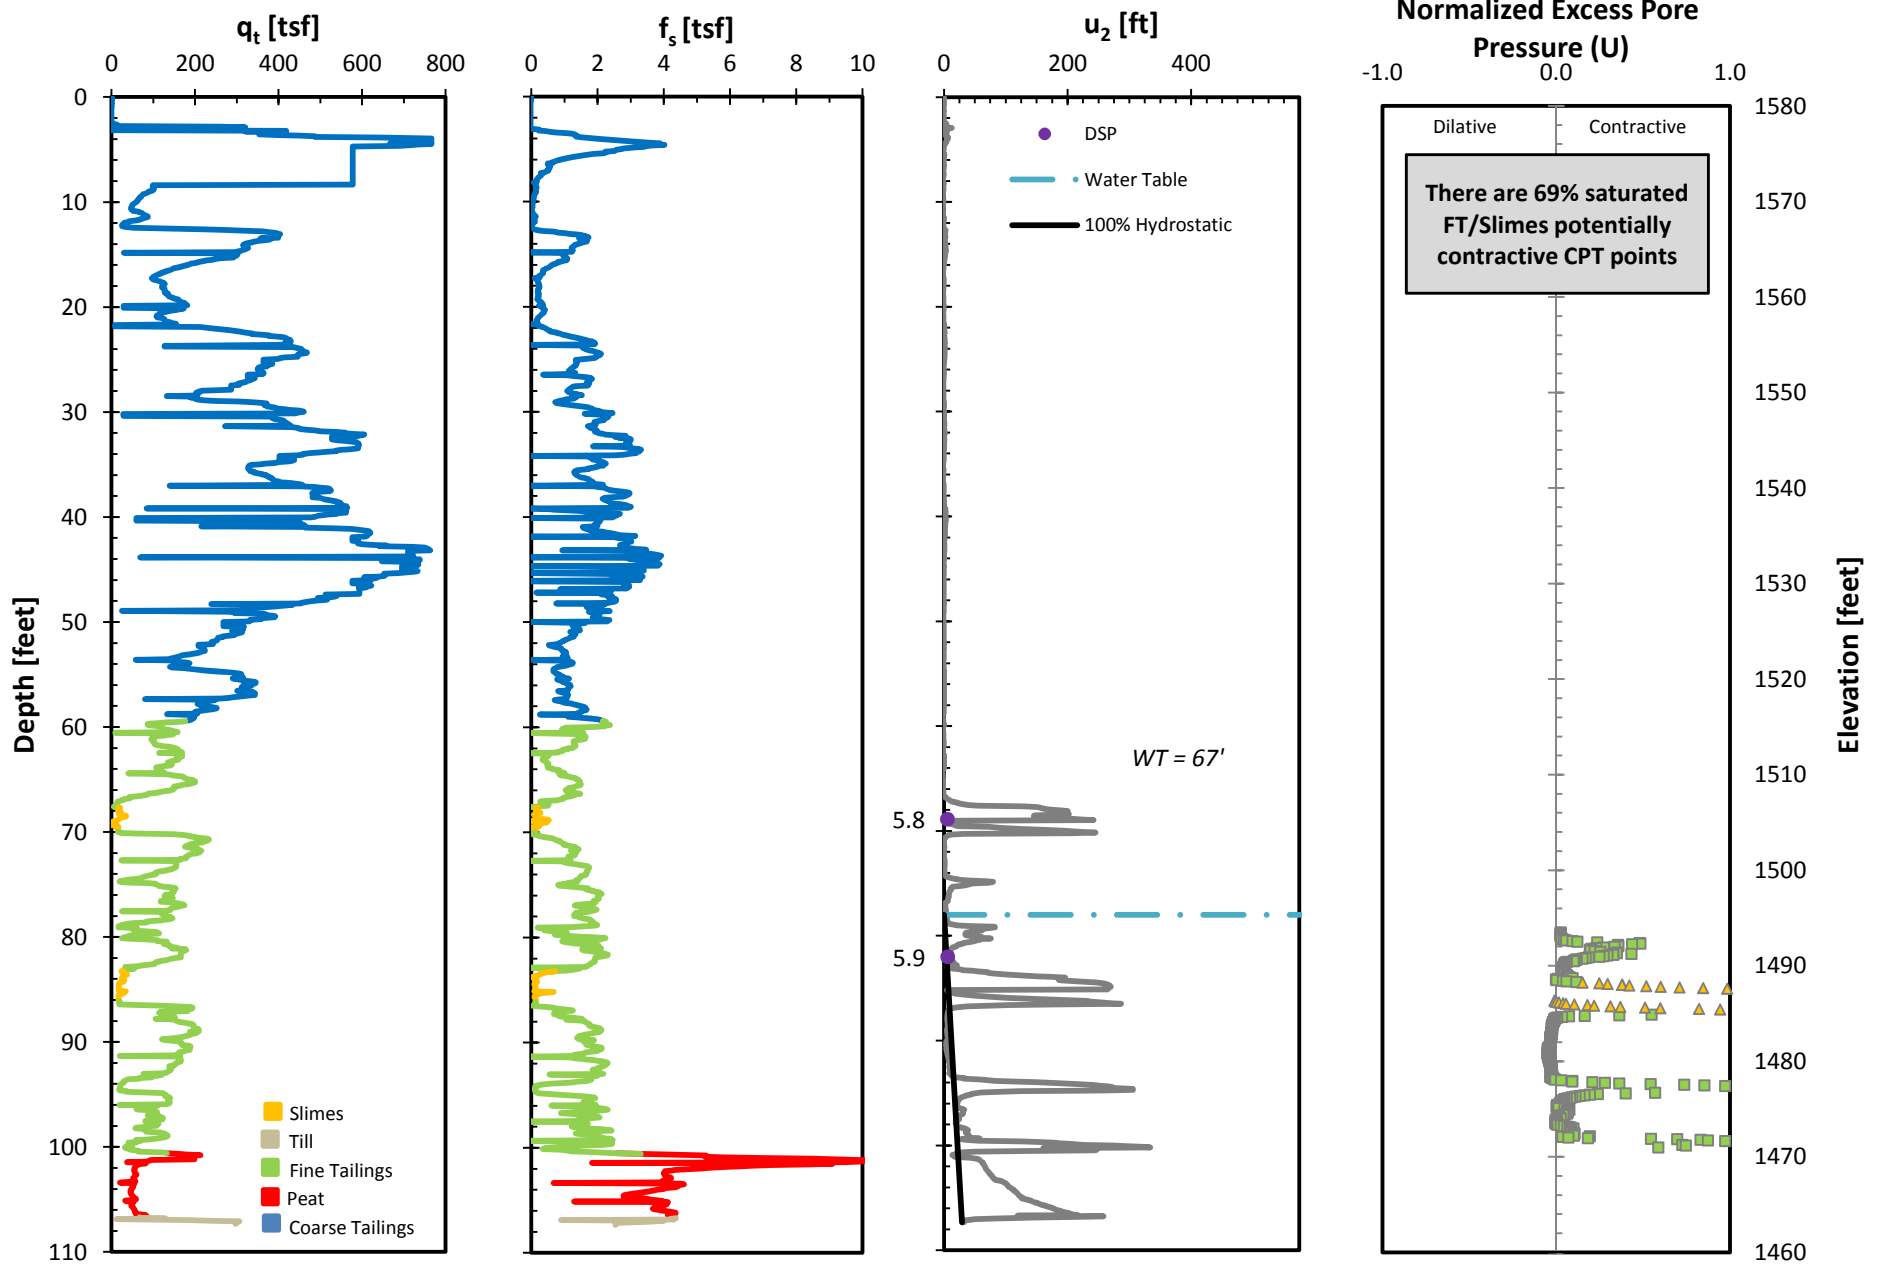 q_t [tsf]
0 200 400 600 800
f_s [tsf]
0 2 4 6 8 10
u_2 [ft]
0 200 400
Normalized Excess Pore
Pressure (U)
-1.0 0.0 1.0
Depth [feet]
0
10
20
30
40
50
60
70
80
90
100
110
Slimes
Till
Fine Tailings
Peat
Coarse Tailings
DSP
Water Table
100% Hydrostatic
WT = 67'
5.8
5.9
Dilative Contractive
There are 69% saturated
FT/Slimes potentially
contractive CPT points
1580
1570
1560
1550
1540
1530
1520
1510
1500
1490
1480
1470
1460
Elevation [feet]